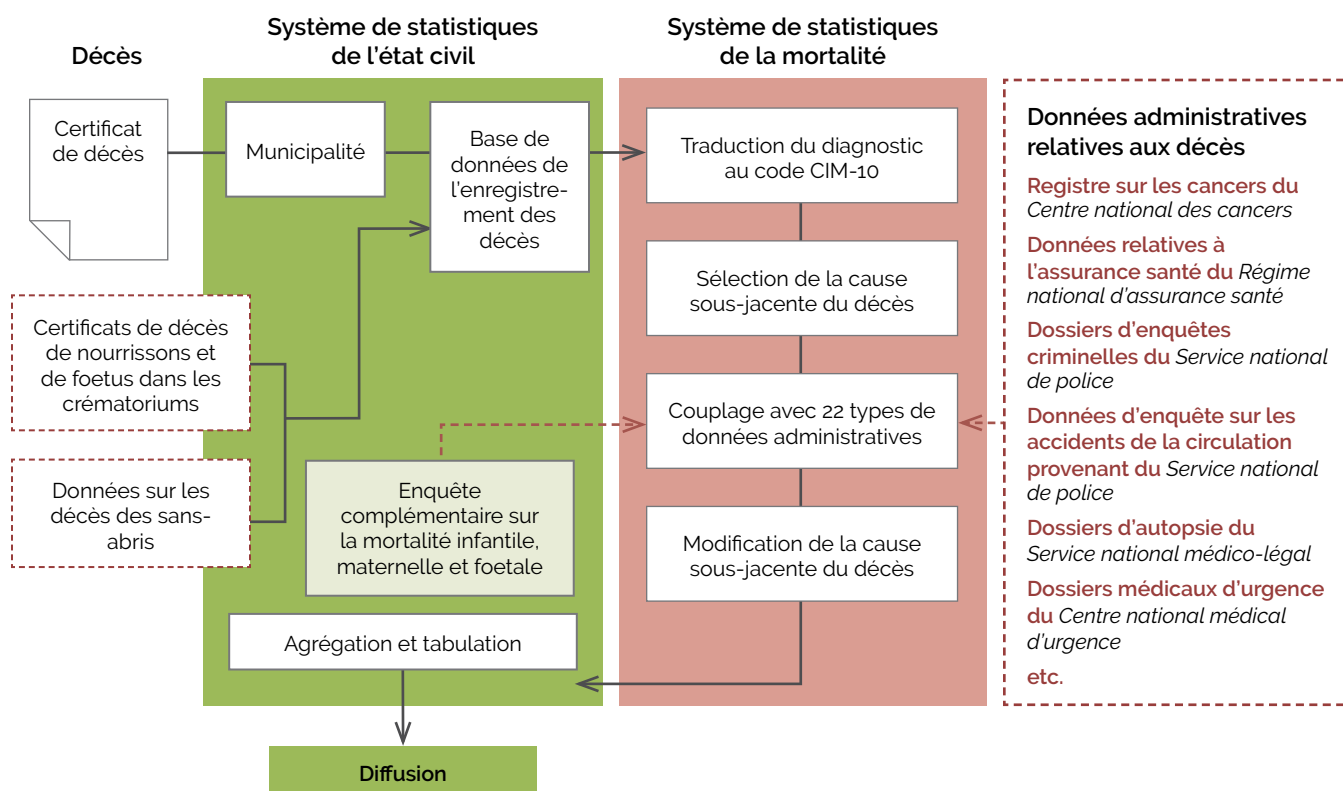 Décès
Système de statistiques
de l'état civil
Système de statistiques
de la mortalité
Certificat
de décès
Municipalité
Base de
données de
l'enregistre-
ment des
décès
Certificats de décès
de nourrissons et
de foetus dans les
crématoriums
Données sur les
décès des sans-
abris
Enquête
complémentaire sur
la mortalité infantile,
maternelle et foetale
Agrégation et tabulation
Diffusion
Traduction du diagnostic
au code CIM-10
Sélection de la cause
sous-jacente du décès
Couplage avec 22 types de
données administratives
Modification de la cause
sous-jacente du décès
Données administratives
relatives aux décès
Registre sur les cancers du
Centre national des cancers
Données relatives à
l'assurance santé du Régime
national d'assurance santé
Dossiers d'enquêtes
criminelles du Service national
de police
Données d'enquête sur les
accidents de la circulation
provenant du Service national
de police
Dossiers d'autopsie du
Service national médico-légal
Dossiers médicaux d'urgence
du Centre national médical
d'urgence
etc.